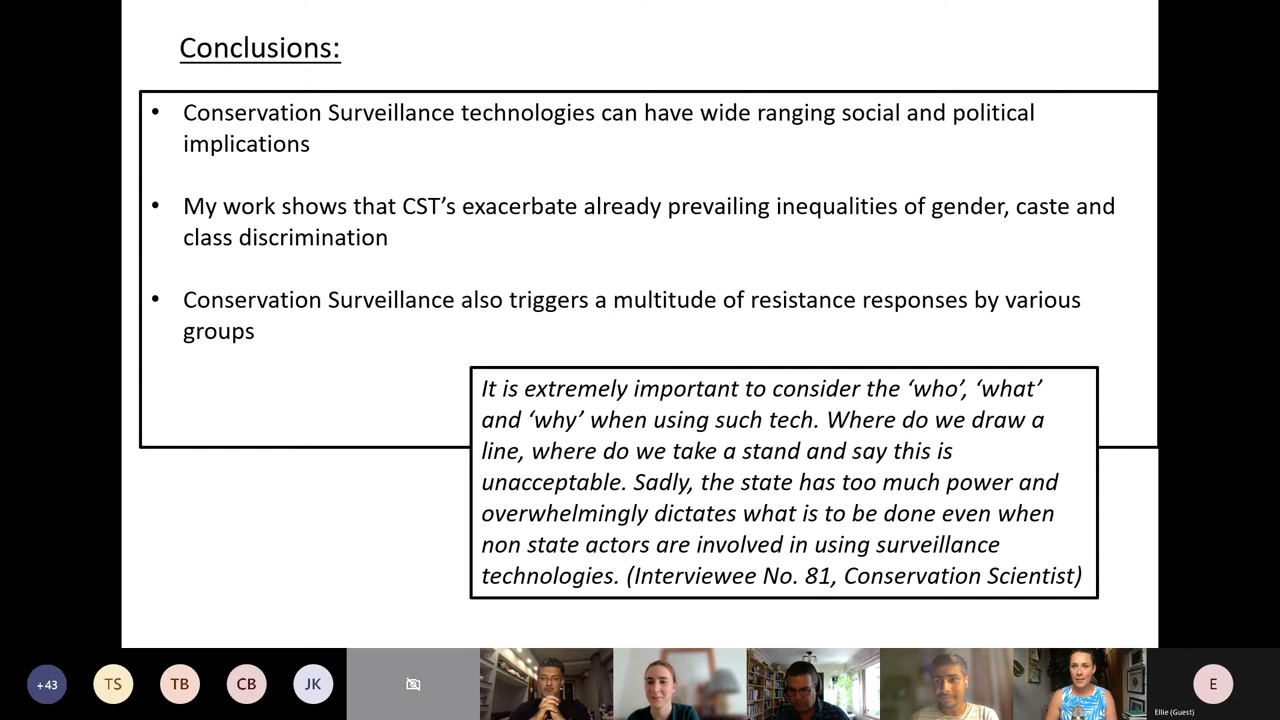 Conclusions:
• Conservation Surveillance technologies can have wide ranging social and political
implications
• My work shows that CST’s exacerbate already prevailing inequalities of gender, caste and
class discrimination
• Conservation Surveillance also triggers a multitude of resistance responses by various
groups
It is extremely important to consider the ‘who’, ‘what’
and ‘why’ when using such tech. Where do we draw a
line, where do we take a stand and say this is
unacceptable. Sadly, the state has too much power and
overwhelmingly dictates what is to be done even when
non state actors are involved in using surveillance
technologies. (Interviewee No. 81, Conservation Scientist)
+43
TS
TB
CB
JK
E
Ellie (Guest)